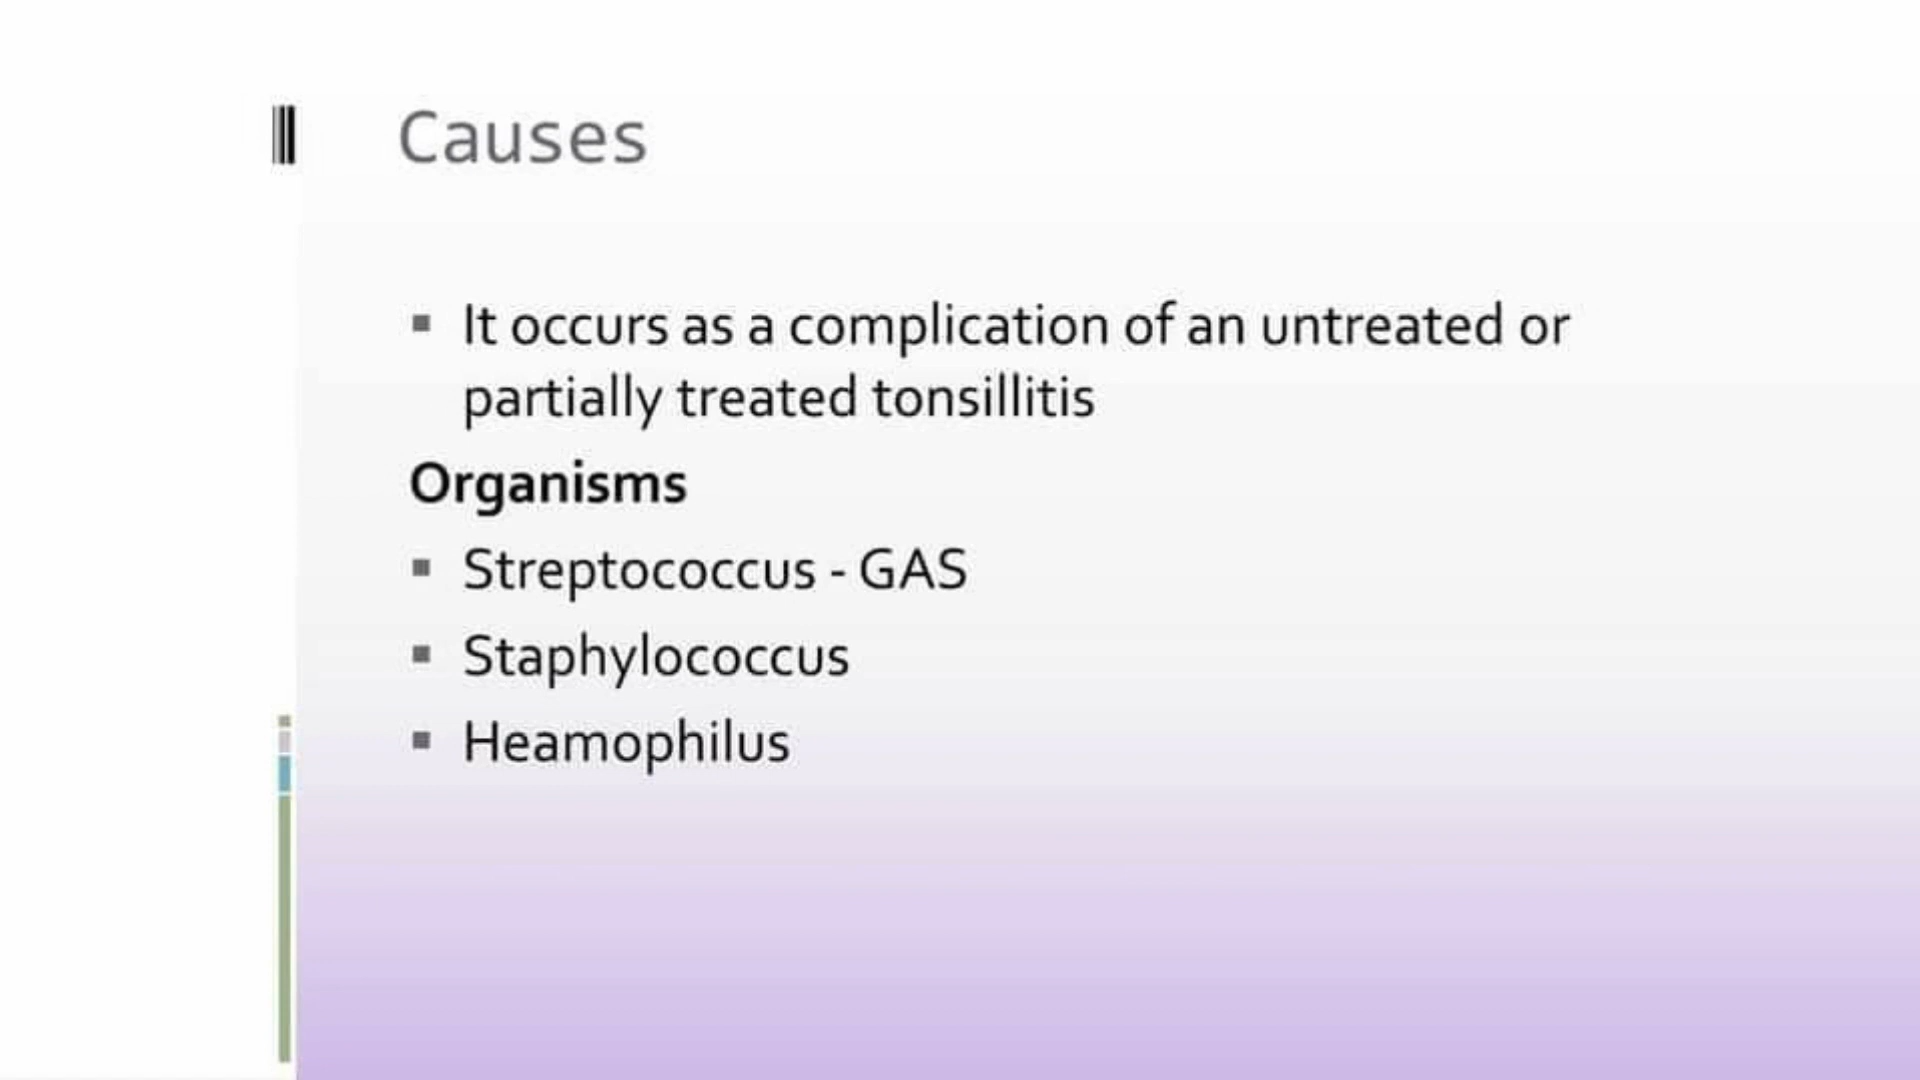 Causes
▪ It occurs as a complication of an untreated or
partially treated tonsillitis
Organisms
▪ Streptococcus - GAS
▪ Staphylococcus
▪ Heamophilus